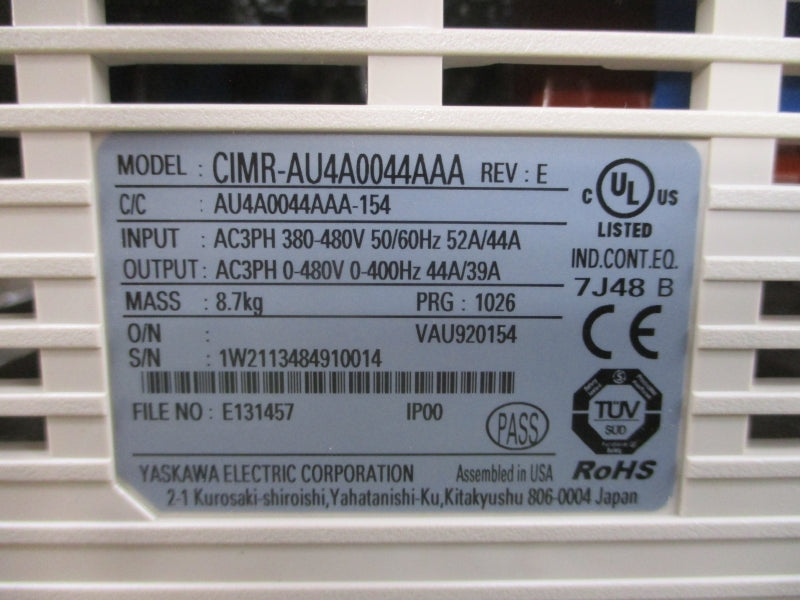 MODEL : CIMR-AU4A0044AAA REV : E
C/C : AU4A0044AAA-154
INPUT : AC3PH 380-480V 50/60Hz 52A/44A
OUTPUT : AC3PH 0-480V 0-400Hz 44A/39A
MASS : 8.7kg PRG : 1026
O/N : VAU920154
S/N : 1W2113484910014
FILE NO : E131457 IP00
PASS
YASKAWA ELECTRIC CORPORATION Assembled in USA
2-1 Kurosaki-shiroishi,Yahatanishi-Ku,Kitakyushu 806-0004 Japan
C UL US
LISTED
IND.CONT.EQ.
7J48 B
CE
TÜV
SÜD
RoHS